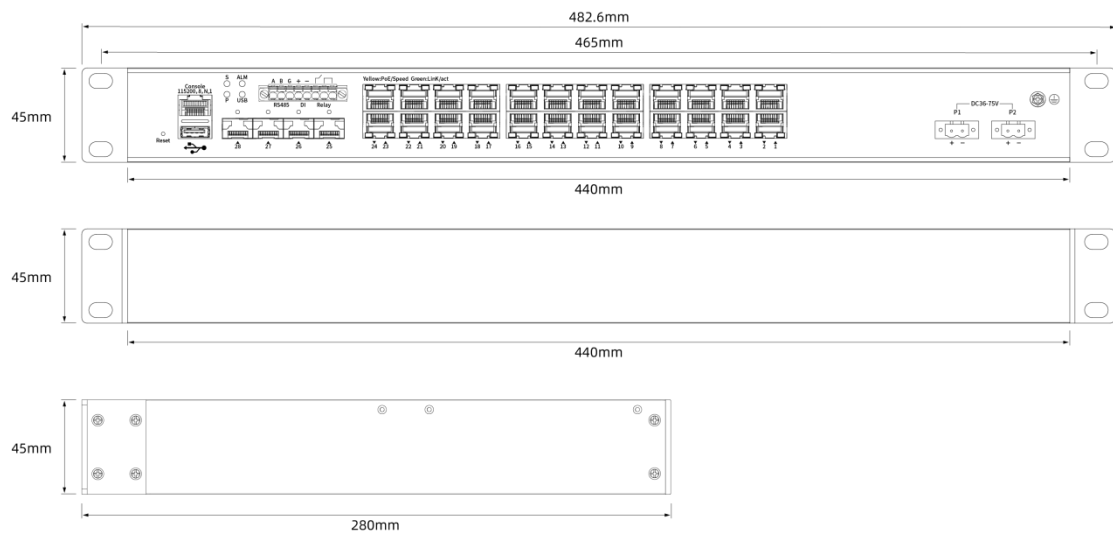 482.6mm
465mm
45mm
Console
115200, 8, N,1
S ALM
P USB
A B G + −
RS485 DI Relay
Yellow:PoE/Speed Green:LinK/act
DC36-75V
P1 P2
+ − + −
Reset
28 27 26 25
24 23 22 21 20 19 18 17 16 15 14 13 12 11 10 9 8 7 6 5 4 3 2 1
440mm
45mm
440mm
45mm
280mm